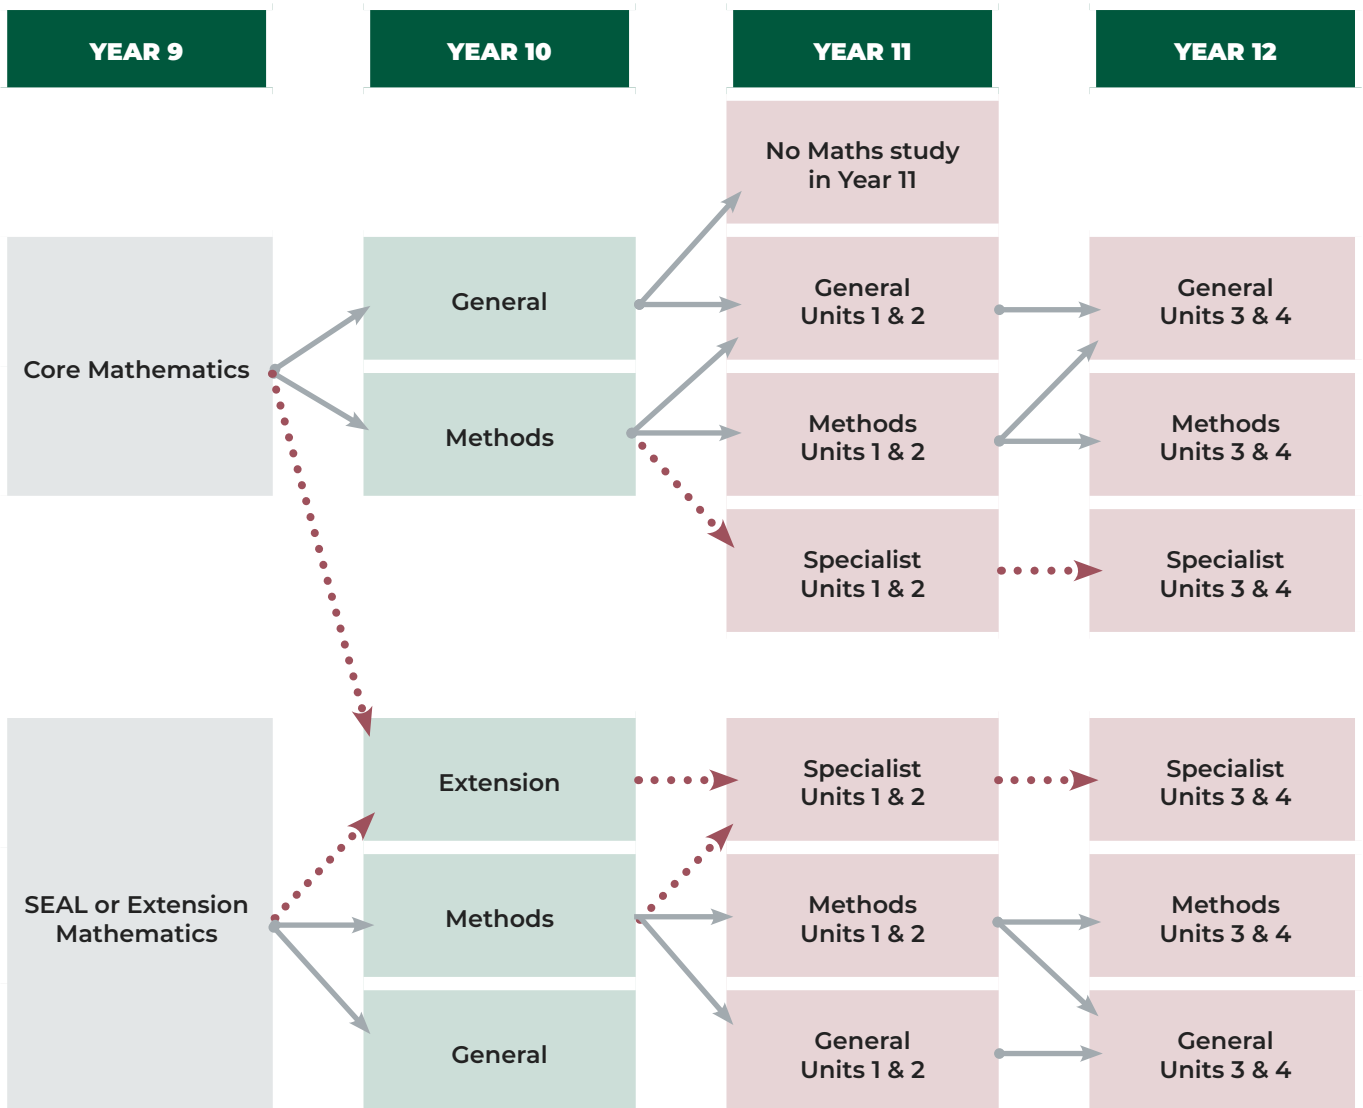 YEAR 9
YEAR 10
YEAR 11
YEAR 12
No Maths study
in Year 11
Core Mathematics
General
General
Units 1 & 2
General
Units 3 & 4
Methods
Methods
Units 1 & 2
Methods
Units 3 & 4
Specialist
Units 1 & 2
Specialist
Units 3 & 4
SEAL or Extension
Mathematics
Extension
Specialist
Units 1 & 2
Specialist
Units 3 & 4
Methods
Methods
Units 1 & 2
Methods
Units 3 & 4
General
General
Units 1 & 2
General
Units 3 & 4